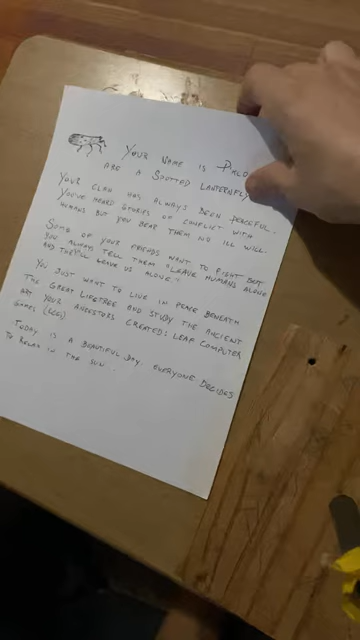 Your Name is Philo
are a Spotted Lanternfly
Your clan has always been peaceful.
You've heard stories of conflict with
humans but you bear them no ill will.
Some of your friends want to fight but
you always tell them "leave humans alone
and they'll leave us alone."
You just want to live in peace beneath
the great lifetree and study the ancient
art your ancestors created: Leaf Computer
Games (LCG)
Today is a beautiful day. Everyone decides
to relax in the sun.